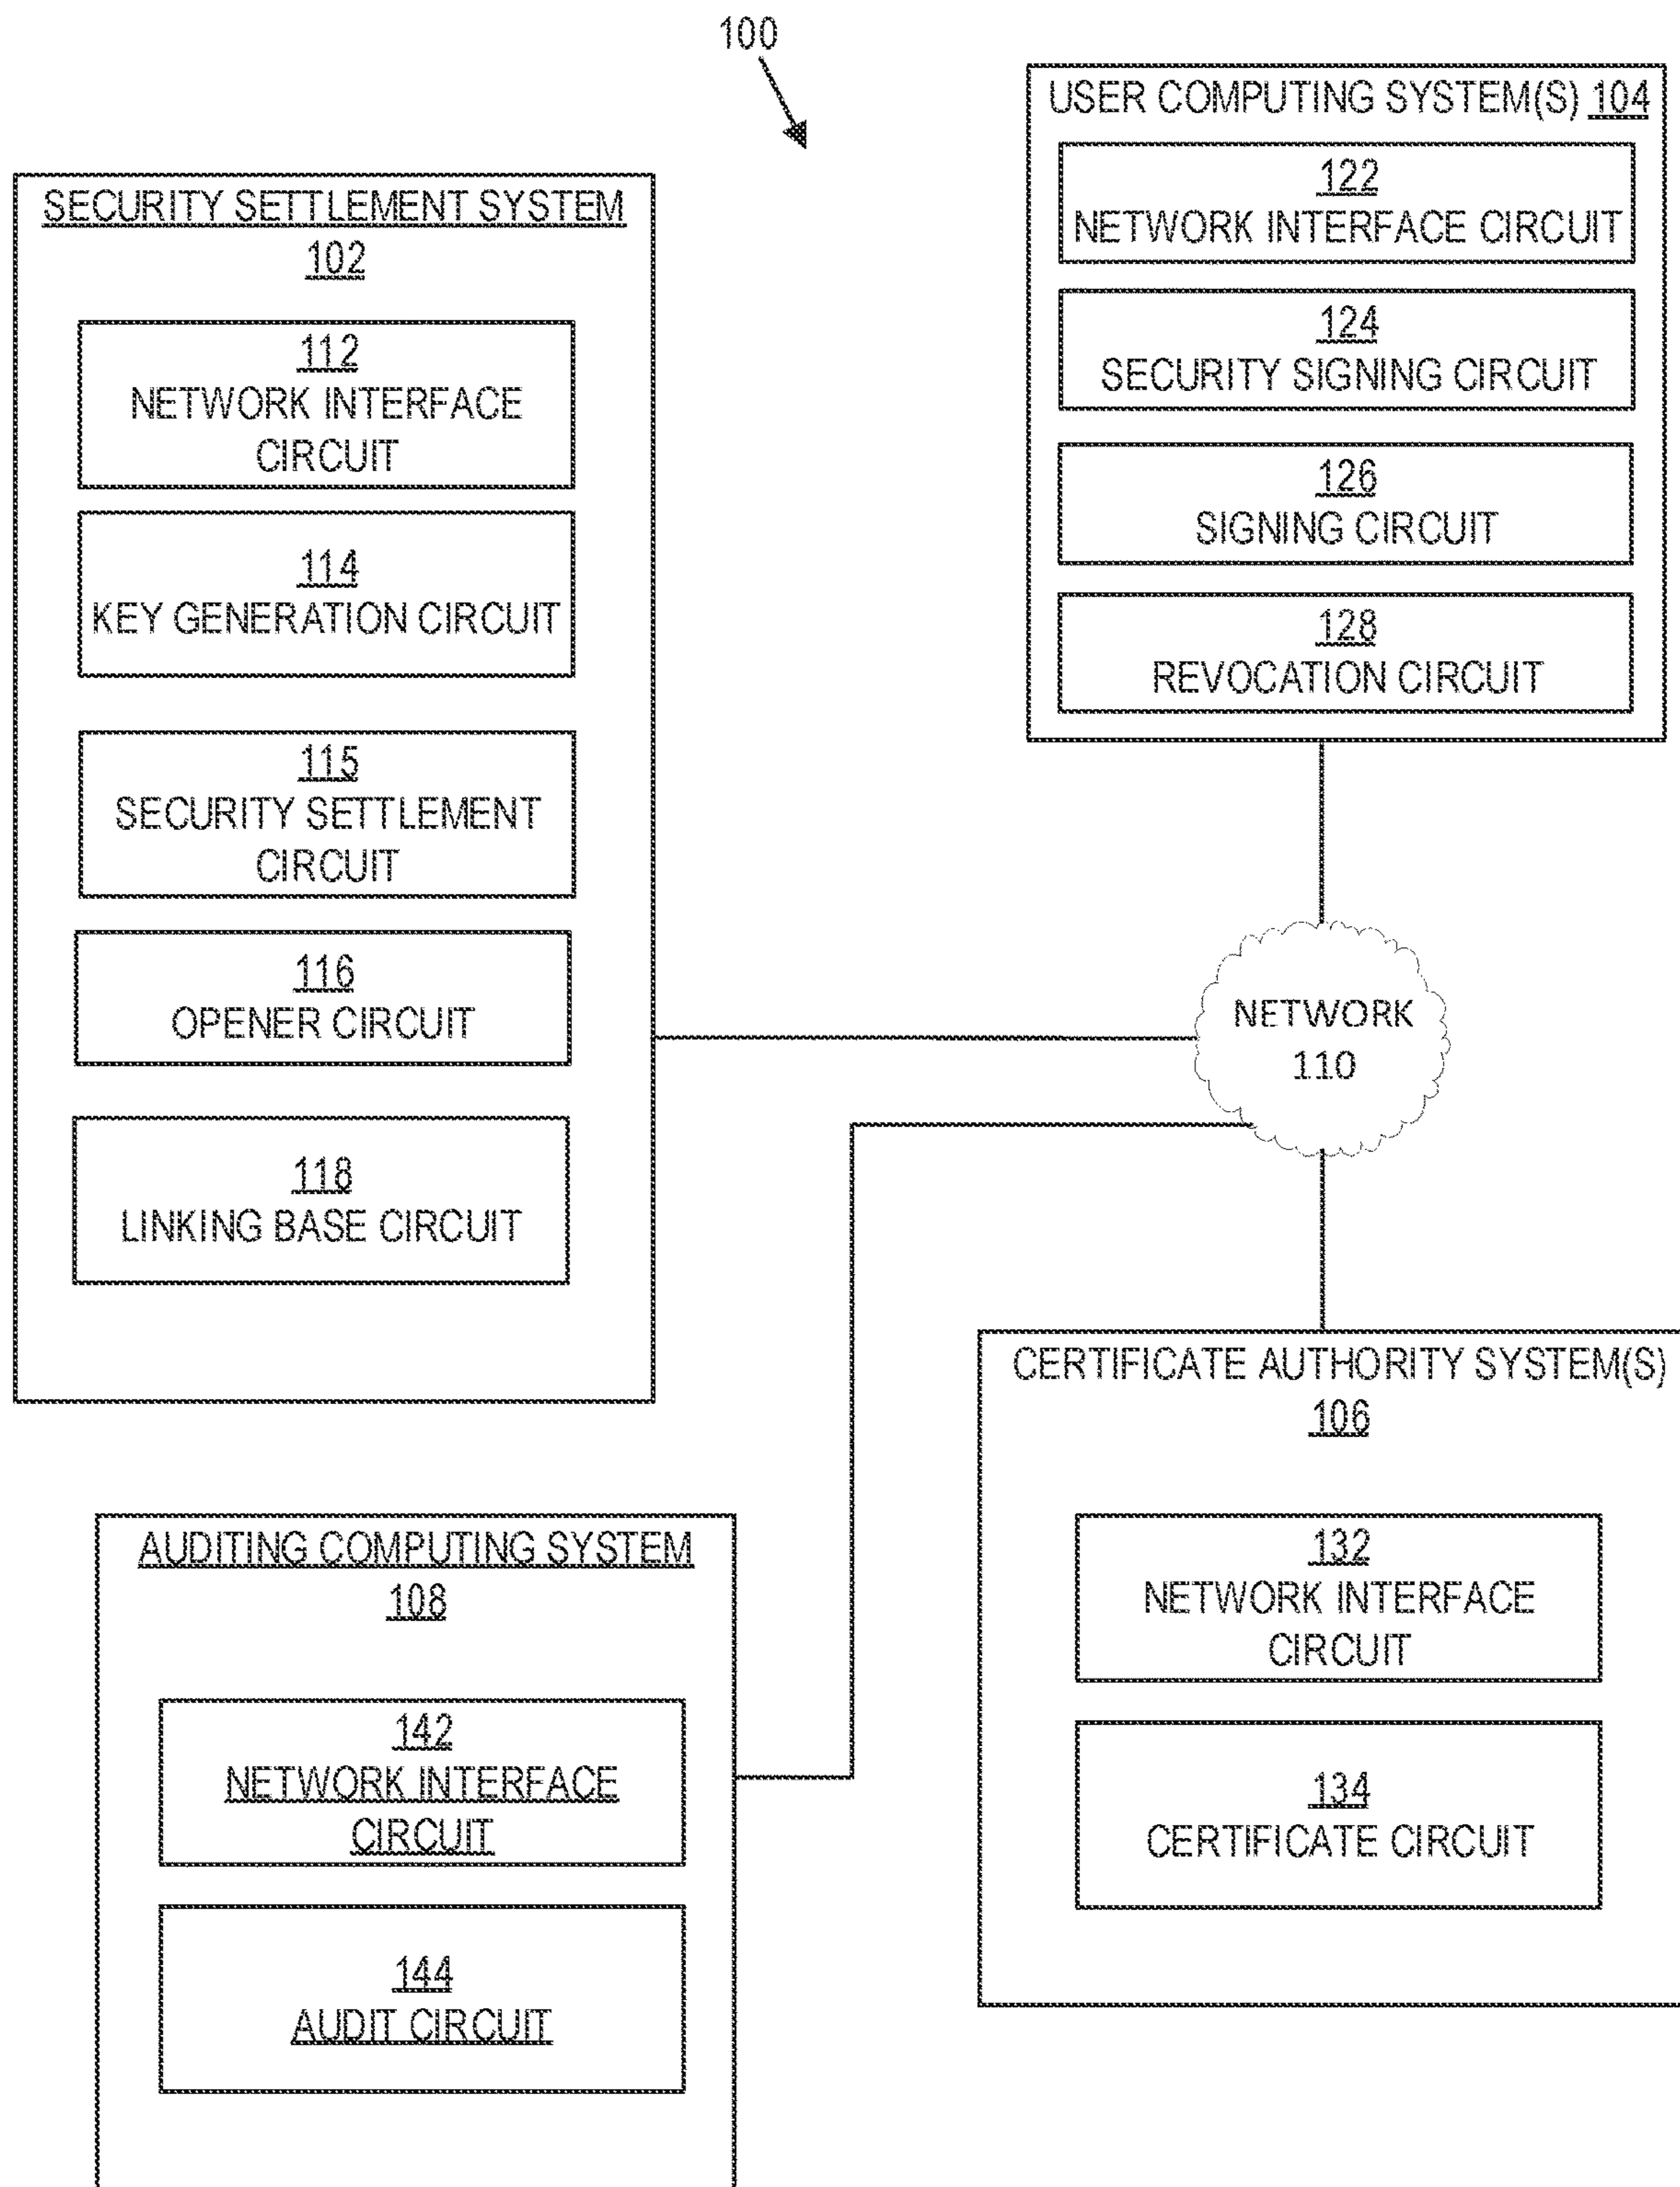 100
SECURITY SETTLEMENT SYSTEM
102
112
NETWORK INTERFACE
CIRCUIT
114
KEY GENERATION CIRCUIT
115
SECURITY SETTLEMENT
CIRCUIT
116
OPENER CIRCUIT
118
LINKING BASE CIRCUIT
USER COMPUTING SYSTEM(S) 104
122
NETWORK INTERFACE CIRCUIT
124
SECURITY SIGNING CIRCUIT
126
SIGNING CIRCUIT
128
REVOCATION CIRCUIT
NETWORK
110
AUDITING COMPUTING SYSTEM
108
142
NETWORK INTERFACE
CIRCUIT
144
AUDIT CIRCUIT
CERTIFICATE AUTHORITY SYSTEM(S)
106
132
NETWORK INTERFACE
CIRCUIT
134
CERTIFICATE CIRCUIT